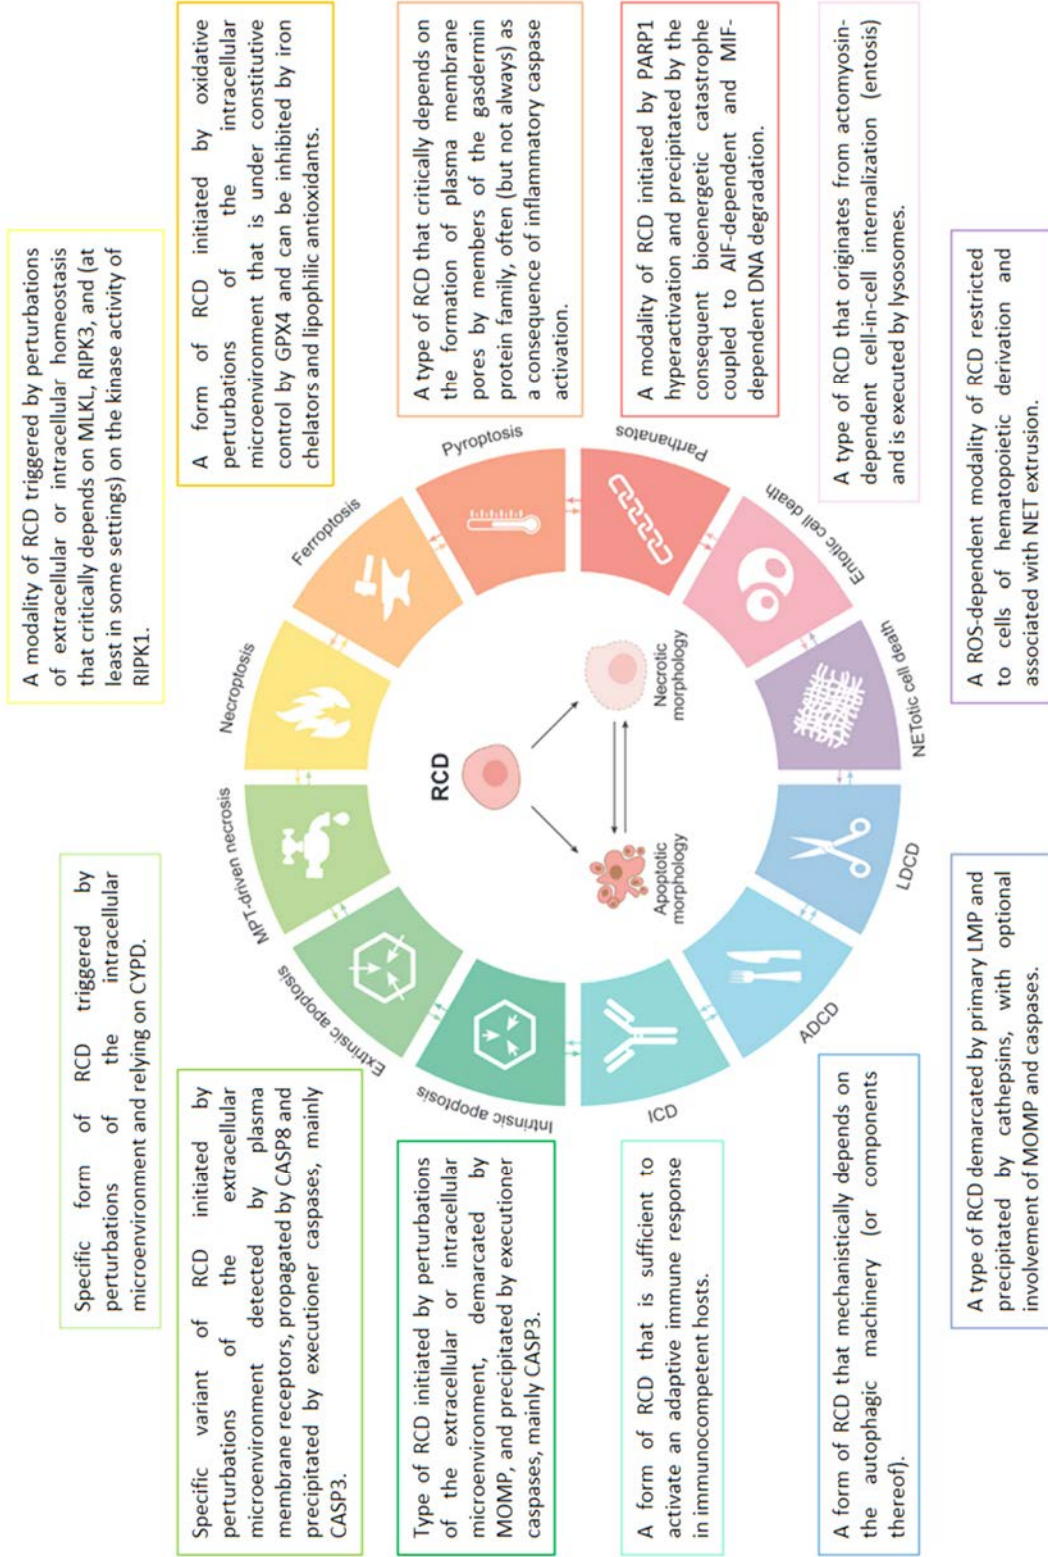 Specific form of RCD triggered by
perturbations of the intracellular
microenvironment and relying on CYPD.
A modality of RCD triggered by perturbations
of extracellular or intracellular homeostasis
that critically depends on MLKL, RIPK3, and (at
least in some settings) on the kinase activity of
RIPK1.
Specific variant of RCD initiated by
perturbations of the extracellular
microenvironment detected by plasma
membrane receptors, propagated by CASP8 and
precipitated by executioner caspases, mainly
CASP3.
A form of RCD initiated by oxidative
perturbations of the intracellular
microenvironment that is under constitutive
control by GPX4 and can be inhibited by iron
chelators and lipophilic antioxidants.
Type of RCD initiated by perturbations
of the extracellular or intracellular
microenvironment, demarcated by
MOMP, and precipitated by executioner
caspases, mainly CASP3.
A type of RCD that critically depends on
the formation of plasma membrane
pores by members of the gasdermin
protein family, often (but not always) as
a consequence of inflammatory caspase
activation.
A form of RCD that is sufficient to
activate an adaptive immune response
in immunocompetent hosts.
A modality of RCD initiated by PARP1
hyperactivation and precipitated by the
consequent bioenergetic catastrophe
coupled to AIF-dependent and MIF-
dependent DNA degradation.
A form of RCD that mechanistically depends on
the autophagic machinery (or components
thereof).
A type of RCD that originates from actomyosin-
dependent cell-in-cell internalization (entosis)
and is executed by lysosomes.
A type of RCD demarcated by primary LMP and
precipitated by cathepsins, with optional
involvement of MOMP and caspases.
A ROS-dependent modality of RCD restricted
to cells of hematopoietic derivation and
associated with NET extrusion.
MPT-driven necrosis
Necroptosis
Ferroptosis
Pyroptosis
Parthanatos
Entotic cell death
NETotic cell death
LDCD
ADCD
ICD
Intrinsic apoptosis
Extrinsic apoptosis
RCD
Apoptotic
morphology
Necrotic
morphology